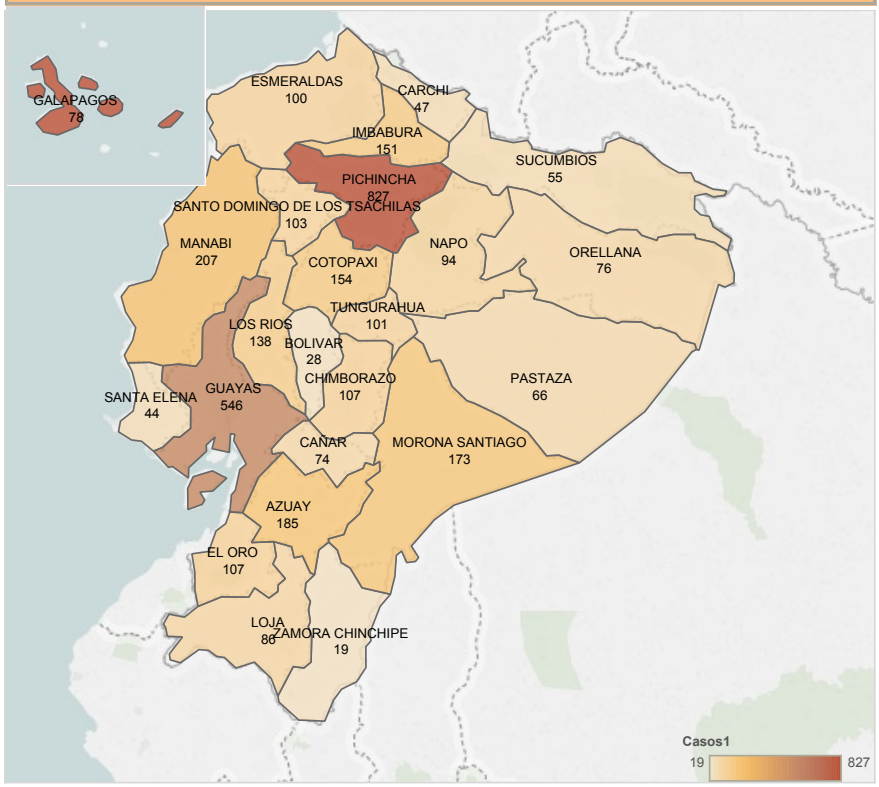 GALAPAGOS
78
ESMERALDAS
100
CARCHI
47
IMBABURA
151
SUCUMBIOS
55
PICHINCHA
827
SANTO DOMINGO DE LOS TSACHILAS
103
MANABI
207
NAPO
94
ORELLANA
76
COTOPAXI
154
TUNGURAHUA
101
LOS RIOS
138
BOLIVAR
28
CHIMBORAZO
107
PASTAZA
66
SANTA ELENA
44
GUAYAS
546
CAÑAR
74
MORONA SANTIAGO
173
AZUAY
185
EL ORO
107
LOJA
86
ZAMORA CHINCHIPE
19
Casos1
19 827